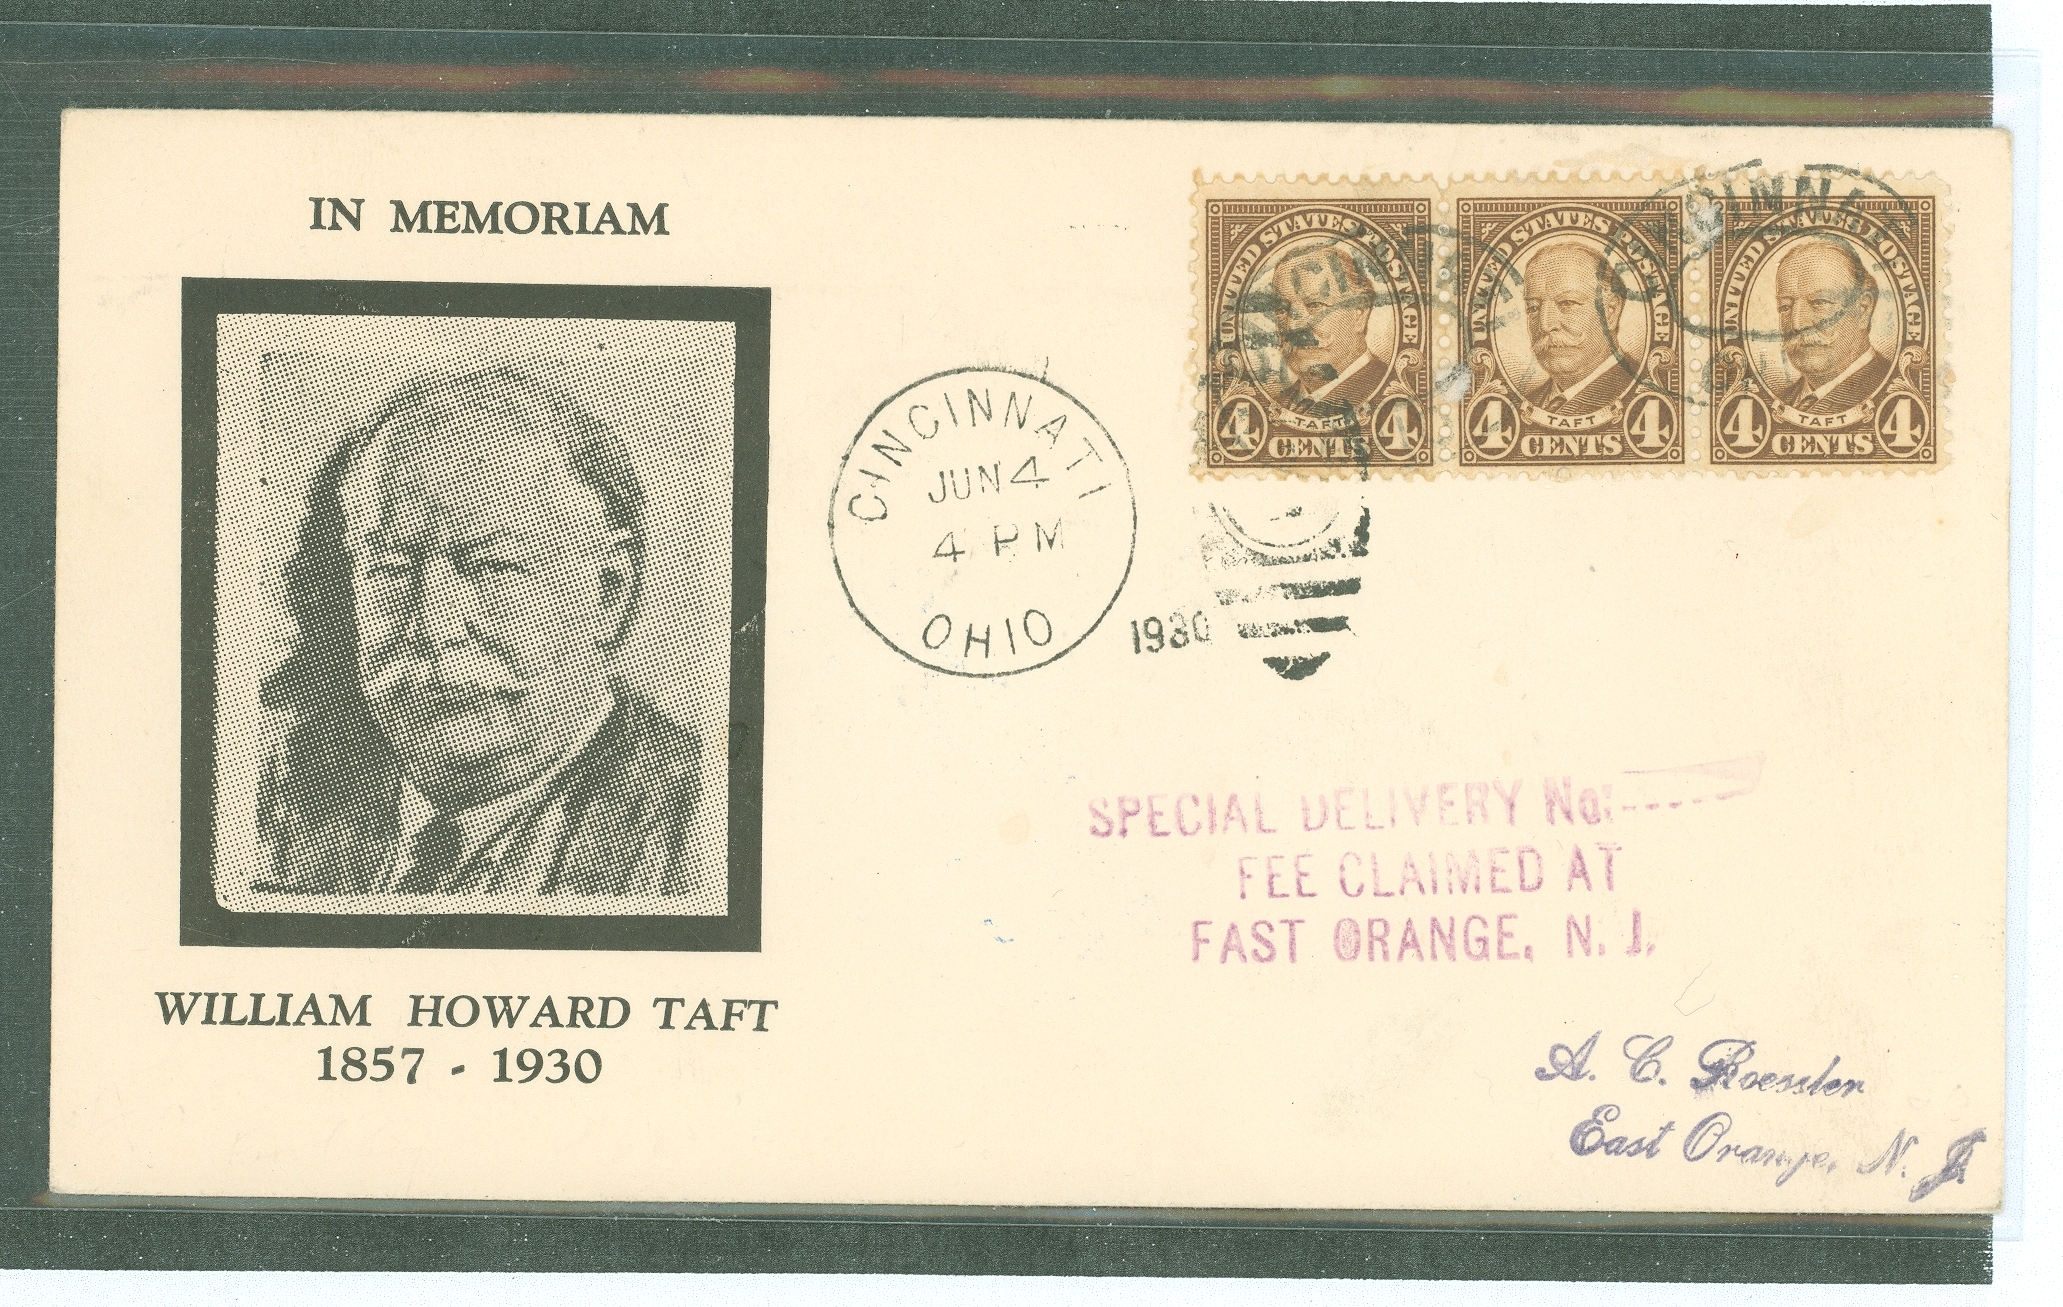 IN MEMORIAM
WILLIAM HOWARD TAFT
1857 - 1930
CINCINNATI
JUN 4
4 PM
OHIO
1930
UNITED STATES POSTAGE
TAFT
4 CENTS 4
UNITED STATES POSTAGE
TAFT
4 CENTS 4
UNITED STATES POSTAGE
TAFT
4 CENTS 4
SPECIAL DELIVERY No:-----
FEE CLAIMED AT
EAST ORANGE, N. J.
A. C. Roessler
East Orange, N. J.